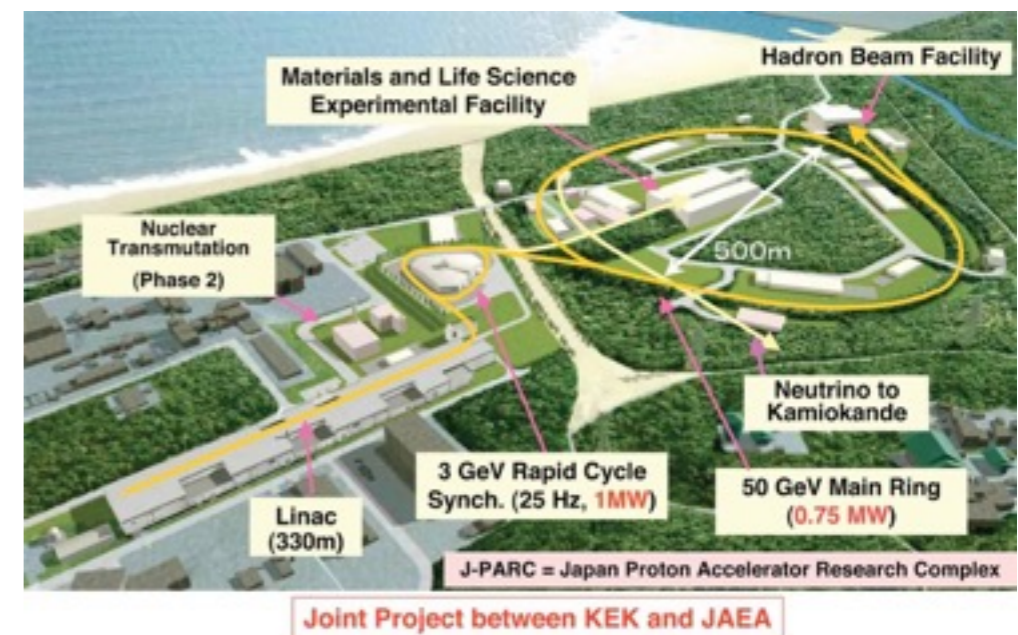 Hadron Beam Facility
Materials and Life Science
Experimental Facility
Nuclear
Transmutation
(Phase 2)
500m
Neutrino to
Kamiokande
3 GeV Rapid Cycle
Synch. (25 Hz, 1MW)
50 GeV Main Ring
(0.75 MW)
Linac
(330m)
J-PARC = Japan Proton Accelerator Research Complex
Joint Project between KEK and JAEA